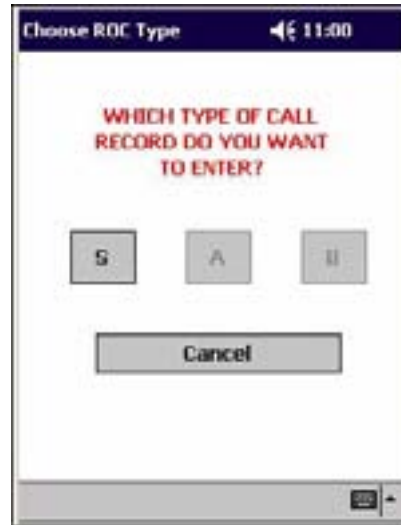 Choose ROC Type 11:00
WHICH TYPE OF CALL
RECORD DO YOU WANT
TO ENTER?
S A
Cancel